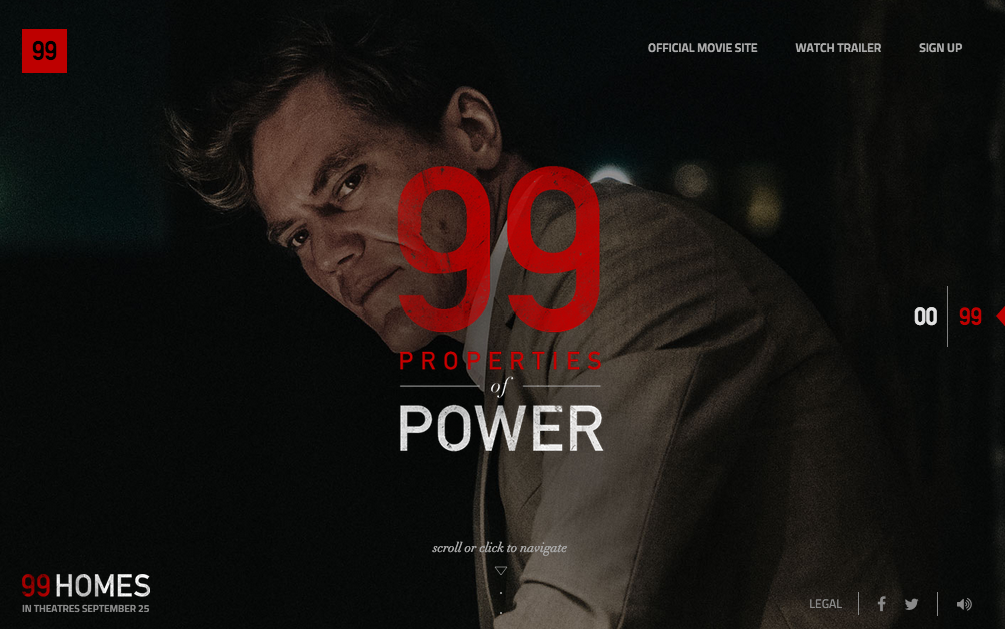 99
OFFICIAL MOVIE SITE
WATCH TRAILER
SIGN UP
99
PROPERTIES
of
POWER
00
99
scroll or click to navigate
99 HOMES
IN THEATRES SEPTEMBER 25
LEGAL